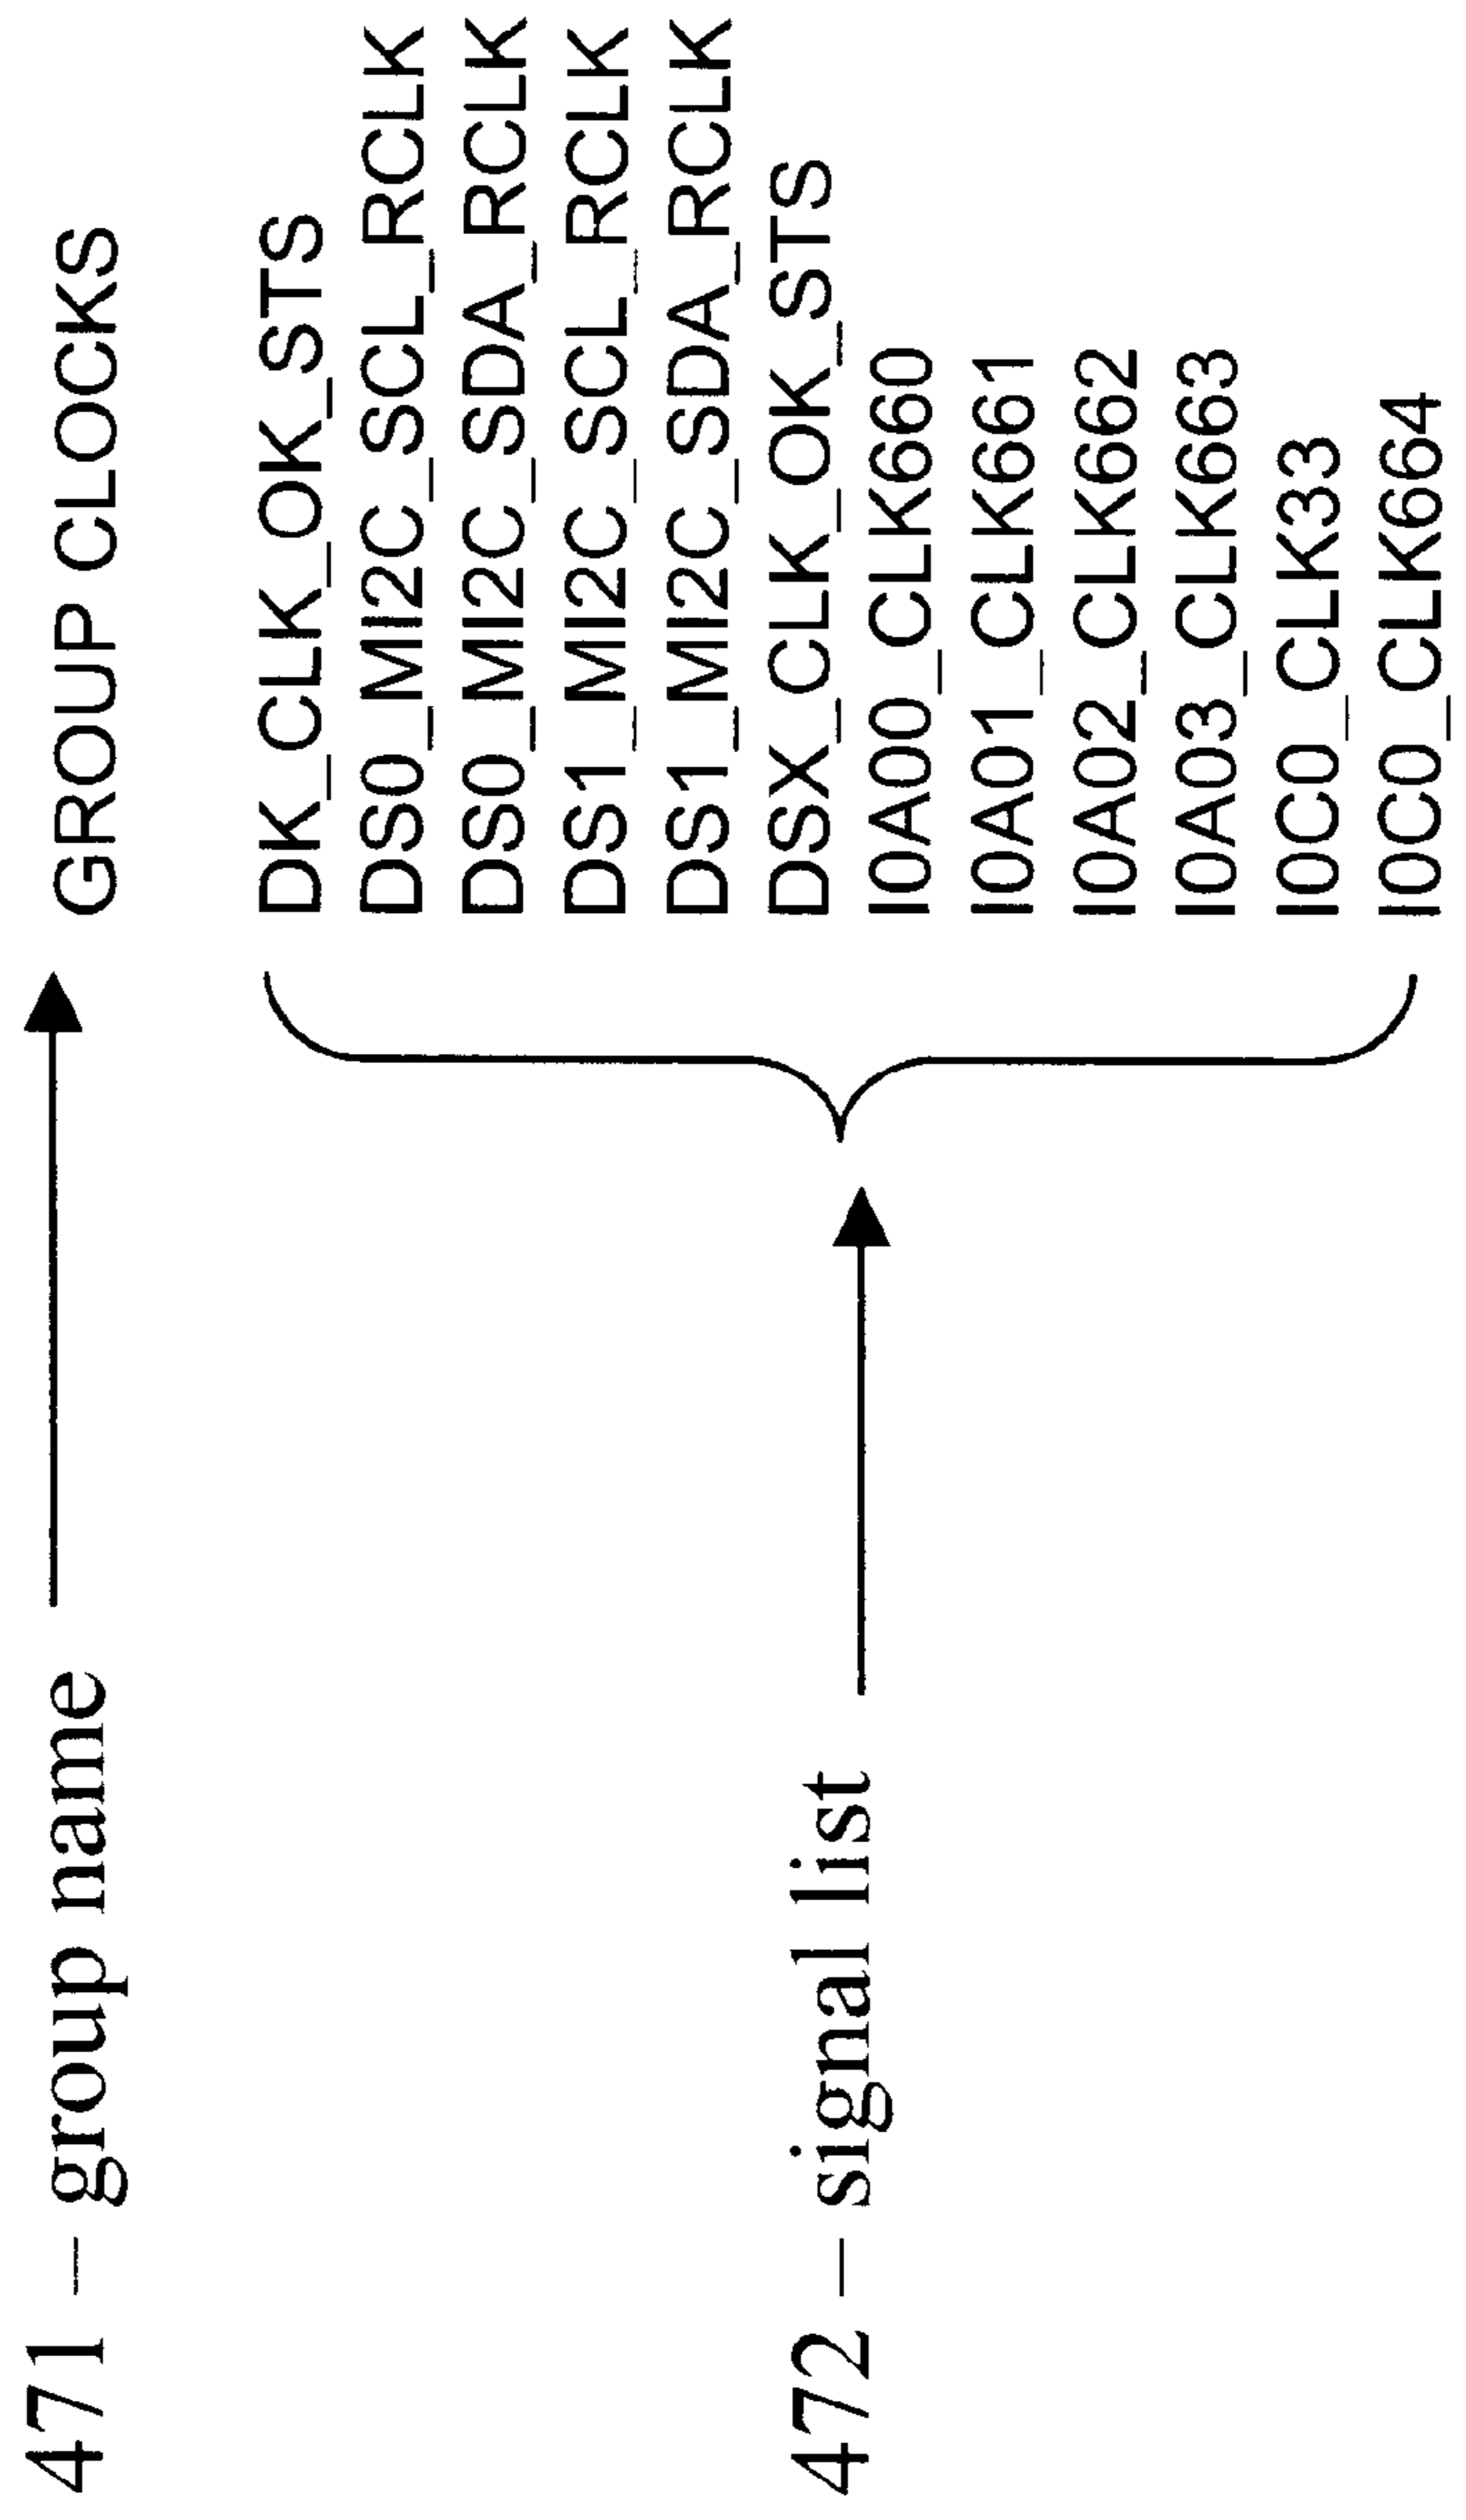 471 – group name
GROUP CLOCKS
472 – signal list
DK_CLK_OK_STS
DS0_MI2C_SCL_RCLK
DS0_MI2C_SDA_RCLK
DS1_MI2C_SCL_RCLK
DS1_MI2C_SDA_RCLK
DSX_CLK_OK_STS
I0A00_CLK660
I0A01_CLK661
I0A02_CLK662
I0A03_CLK663
I0C0_CLK33
I0C0_CLK664